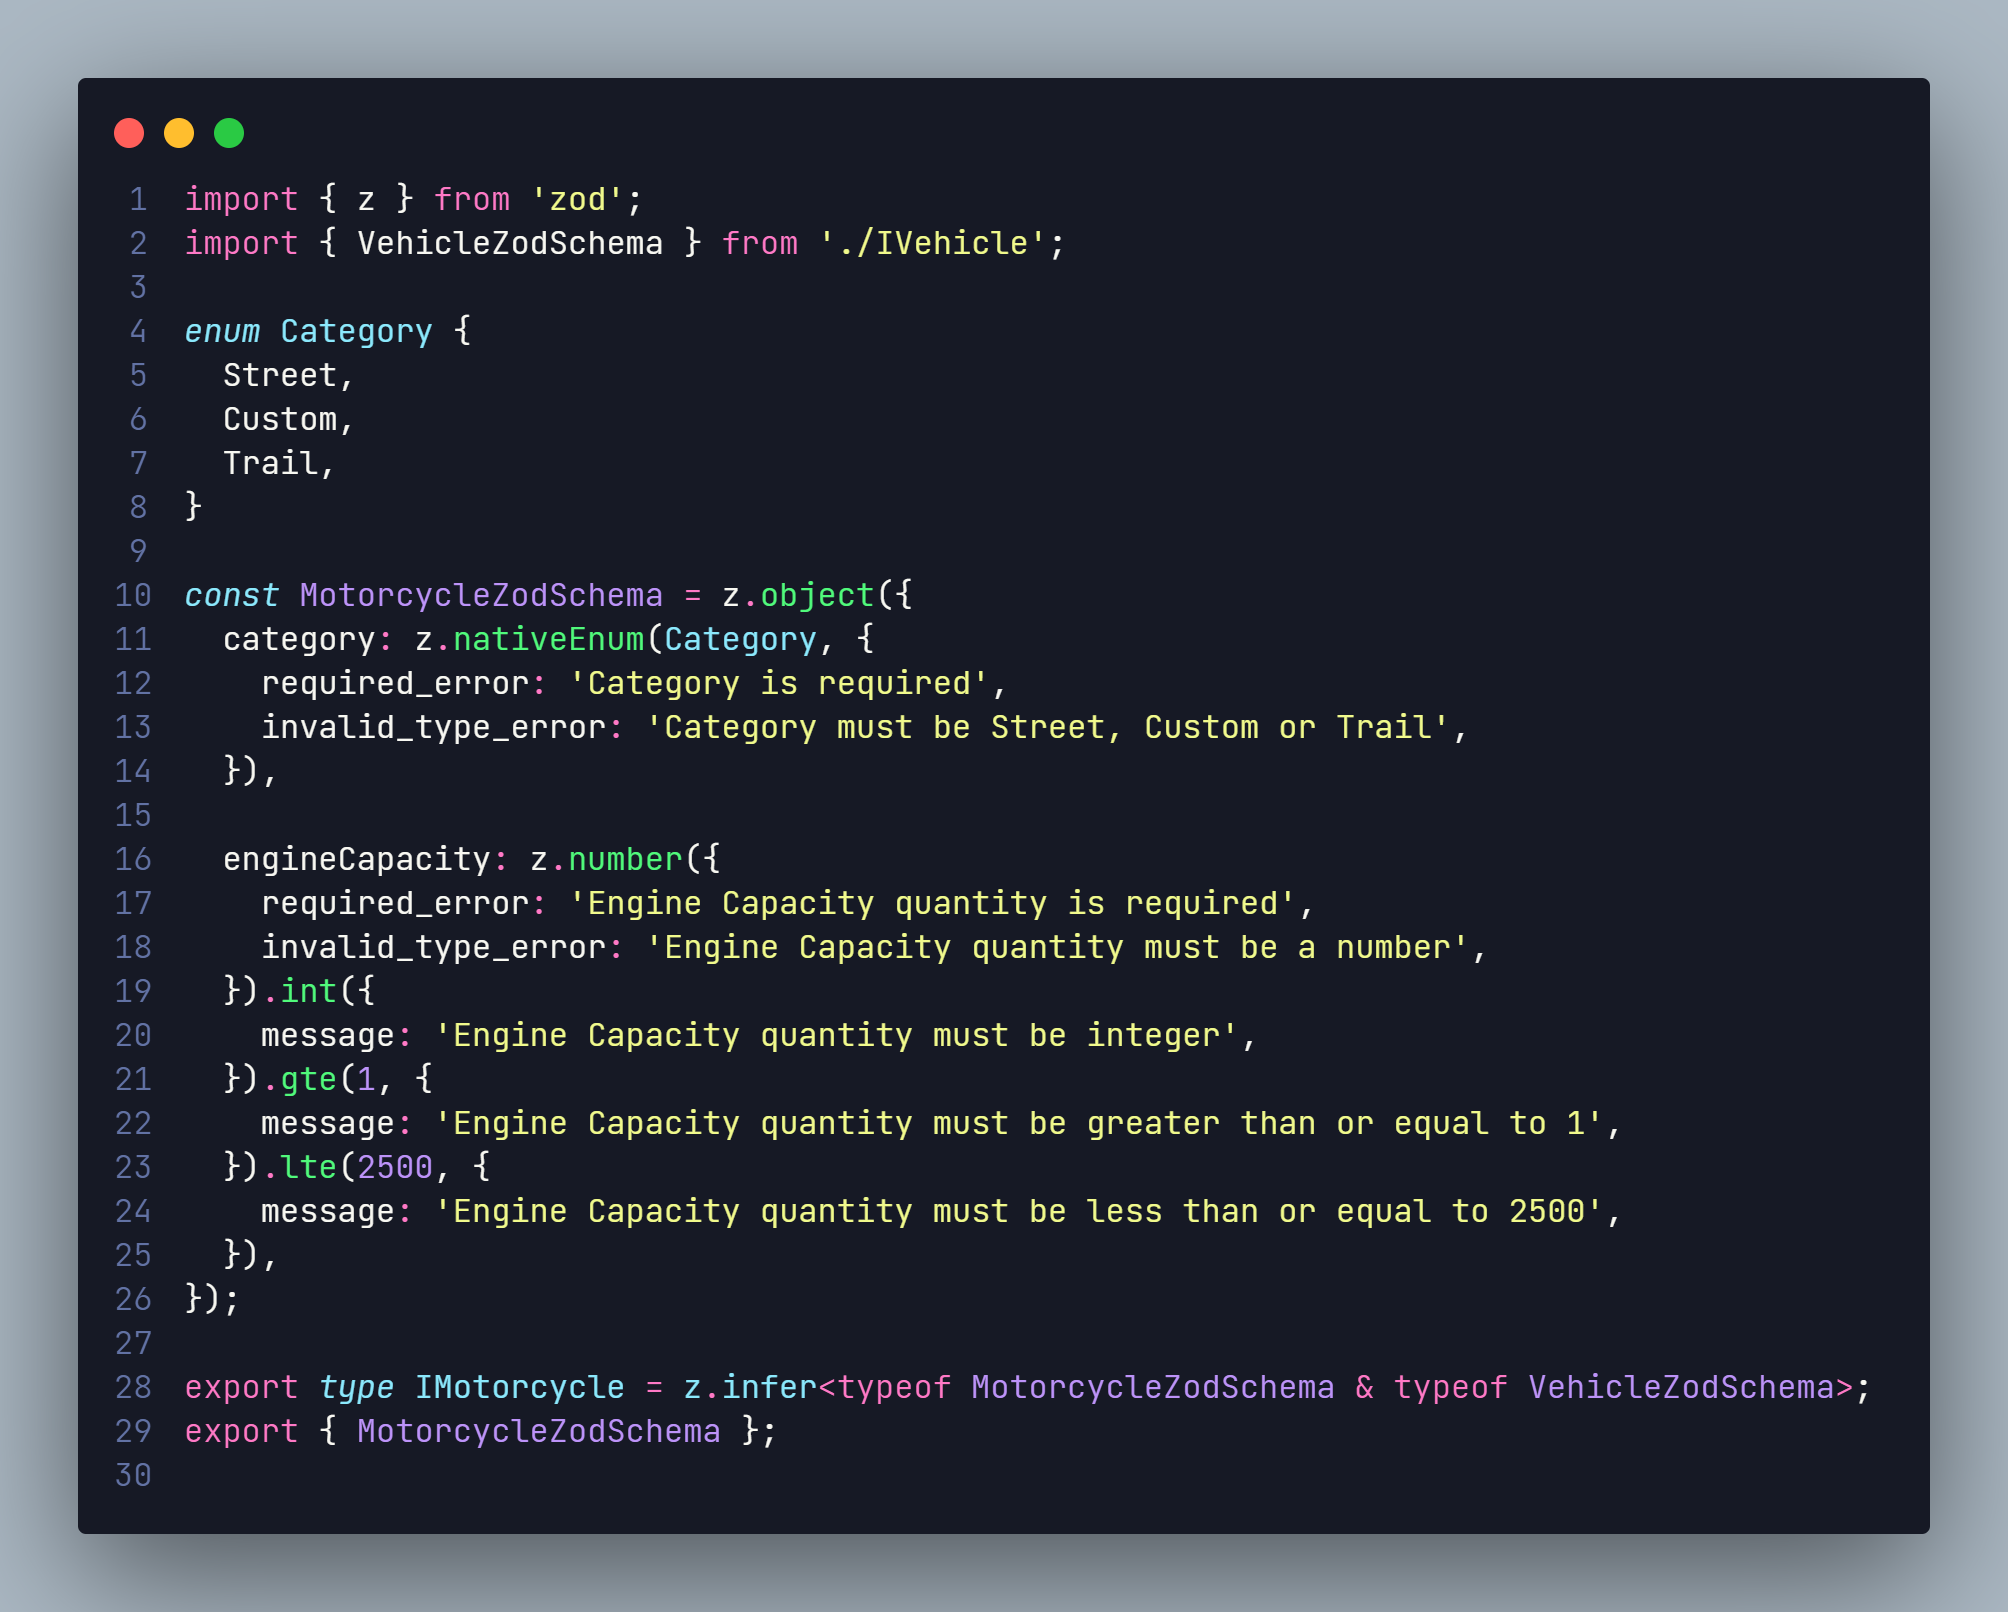 1 import { z } from 'zod';
2 import { VehicleZodSchema } from './IVehicle';
3
4 enum Category {
5   Street,
6   Custom,
7   Trail,
8 }
9
10 const MotorcycleZodSchema = z.object({
11   category: z.nativeEnum(Category, {
12     required_error: 'Category is required',
13     invalid_type_error: 'Category must be Street, Custom or Trail',
14   }),
15
16   engineCapacity: z.number({
17     required_error: 'Engine Capacity quantity is required',
18     invalid_type_error: 'Engine Capacity quantity must be a number',
19   }).int({
20     message: 'Engine Capacity quantity must be integer',
21   }).gte(1, {
22     message: 'Engine Capacity quantity must be greater than or equal to 1',
23   }).lte(2500, {
24     message: 'Engine Capacity quantity must be less than or equal to 2500',
25   }),
26 });
27
28 export type IMotorcycle = z.infer<typeof MotorcycleZodSchema & typeof VehicleZodSchema>;
29 export { MotorcycleZodSchema };
30